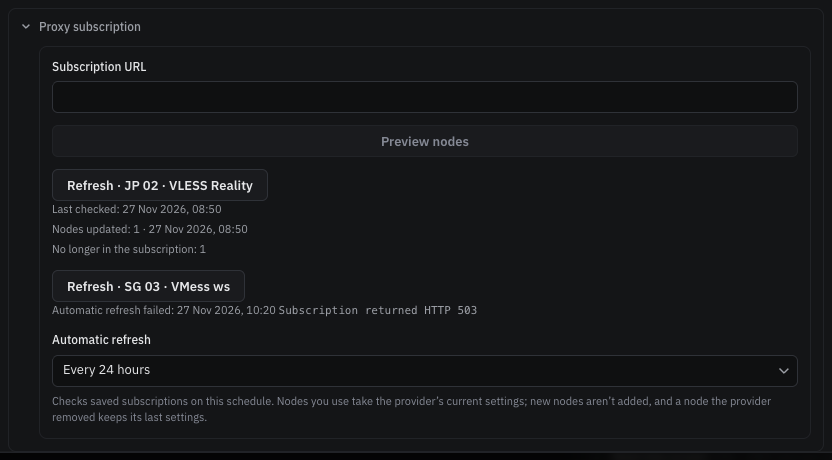 Proxy subscription
Subscription URL
Preview nodes
Refresh · JP 02 · VLESS Reality
Last checked: 27 Nov 2026, 08:50
Nodes updated: 1 · 27 Nov 2026, 08:50
No longer in the subscription: 1
Refresh · SG 03 · VMess ws
Automatic refresh failed: 27 Nov 2026, 10:20 Subscription returned HTTP 503
Automatic refresh
Every 24 hours
Checks saved subscriptions on this schedule. Nodes you use take the provider’s current settings; new nodes aren’t added, and a node the provider
removed keeps its last settings.